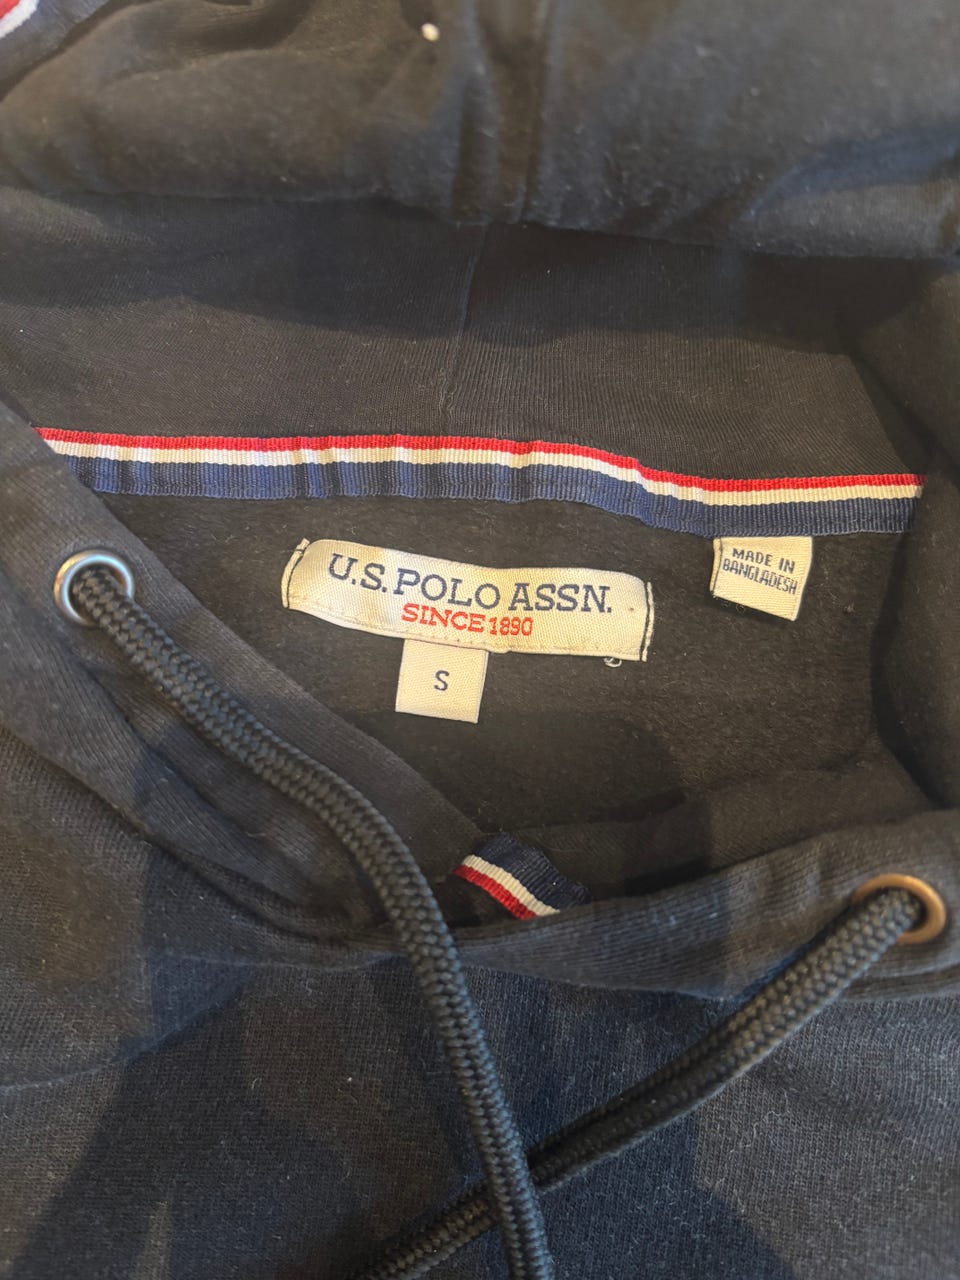 U.S. POLO ASSN.
SINCE 1890
S
MADE IN
BANGLADESH